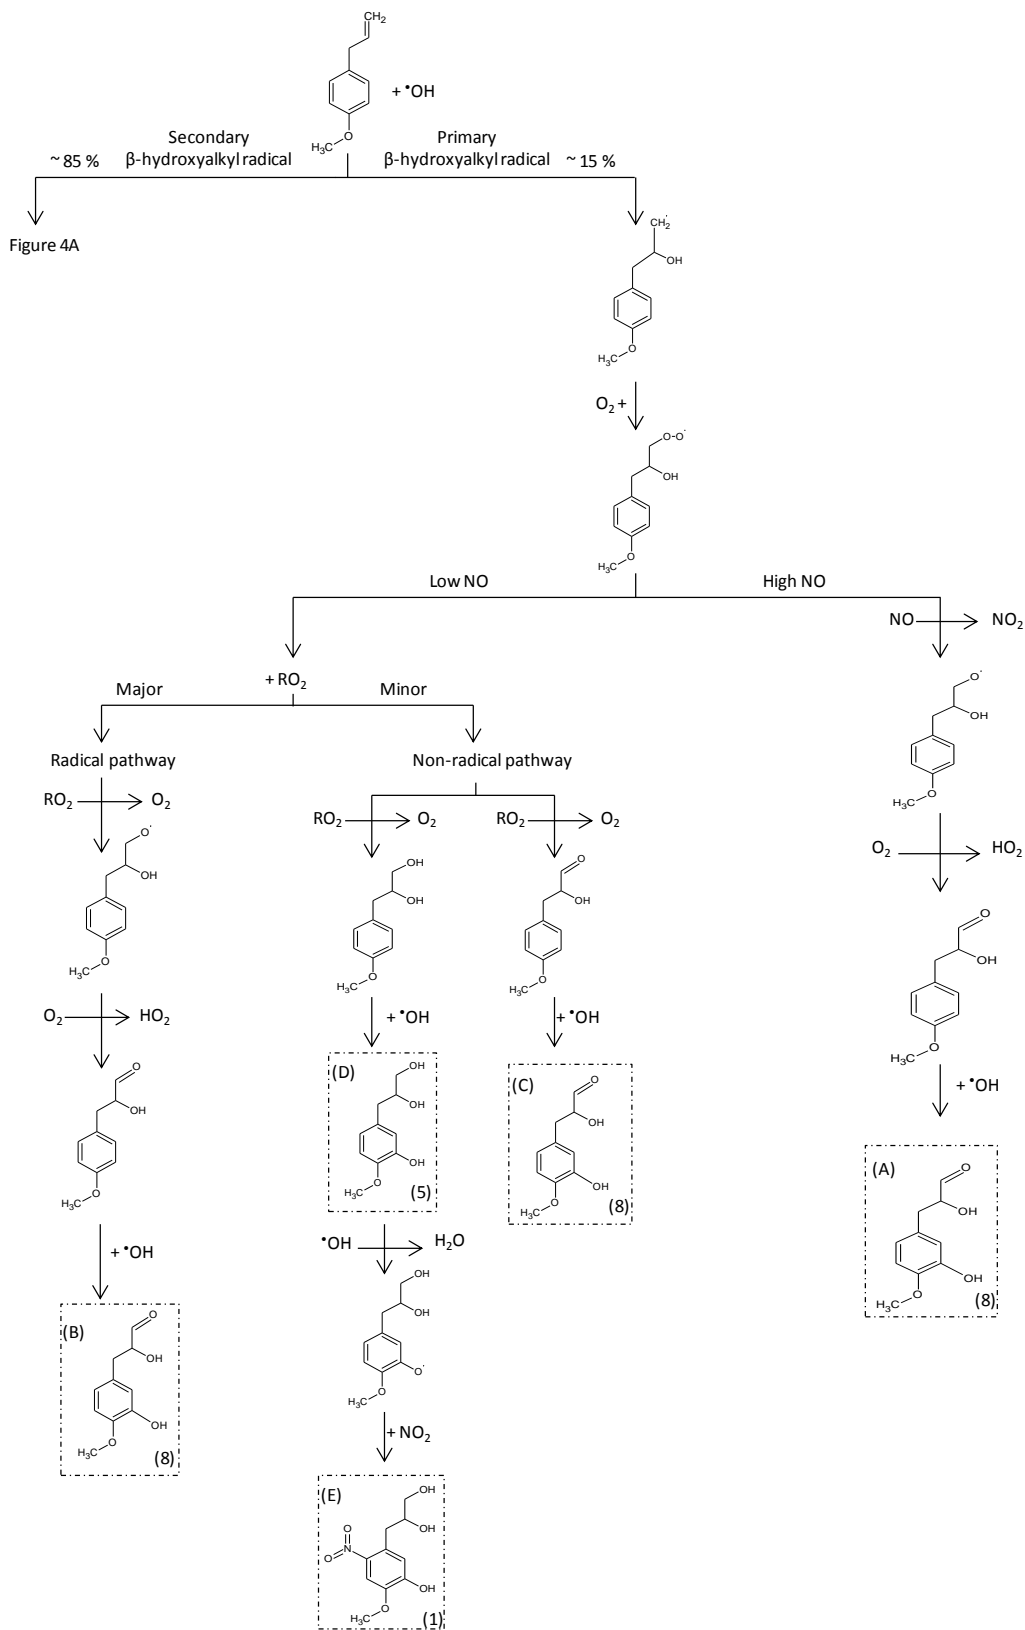 CH2
O
H3C
+ •OH
Secondary
β-hydroxyalkyl radical
~ 85 %
Primary
β-hydroxyalkyl radical
~ 15 %
Figure 4A
CH2·
OH
O
H3C
O2 +
O-O·
OH
O
H3C
Low NO
High NO
NO
NO2
+ RO2
Major
Minor
O·
OH
O
H3C
Radical pathway
Non-radical pathway
RO2
O2
RO2
O2
RO2
O2
O2
HO2
O·
OH
O
H3C
OH
OH
O
H3C
O
OH
O
H3C
O
OH
O
H3C
O2
HO2
+ •OH
+ •OH
+ •OH
O
OH
O
H3C
(D)
OH
OH
OH
O
H3C
(5)
(C)
O
OH
OH
O
H3C
(8)
(A)
O
OH
OH
O
H3C
(8)
+ •OH
•OH
H2O
(B)
O
OH
OH
O
H3C
(8)
OH
OH
O·
O
H3C
+ NO2
(E)
OH
OH
O
N
O
OH
O
H3C
(1)